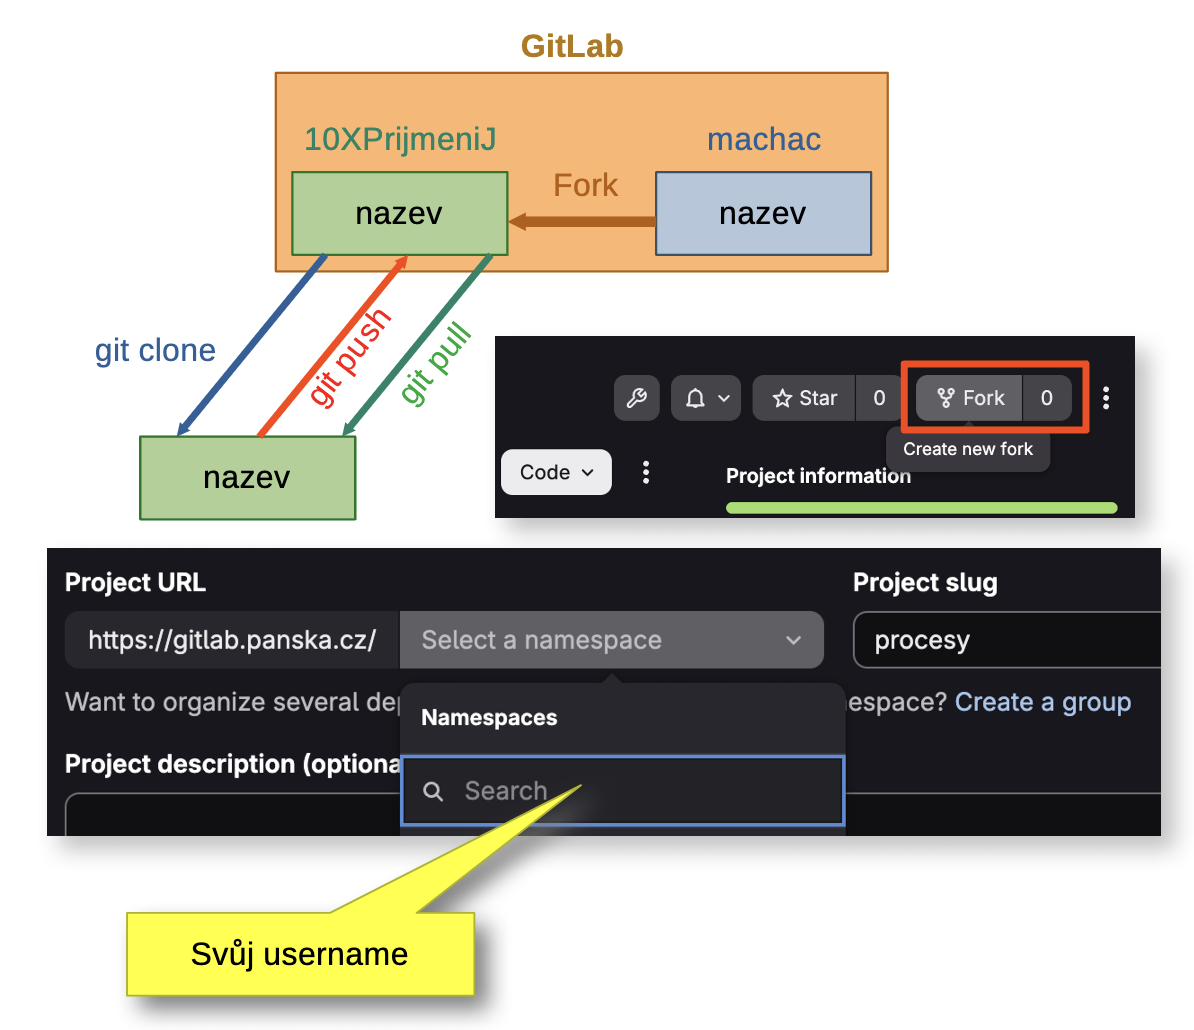 GitLab
10XPrijmeniJ
machac
Fork
nazev
nazev
git clone
git push
git pull
nazev
Star 0
Fork 0
Create new fork
Code
Project information
Project URL
Project slug
https://gitlab.panska.cz/
Select a namespace
procesy
Want to organize several dep
espace? Create a group
Namespaces
Project description (optiona
Search
Svůj username